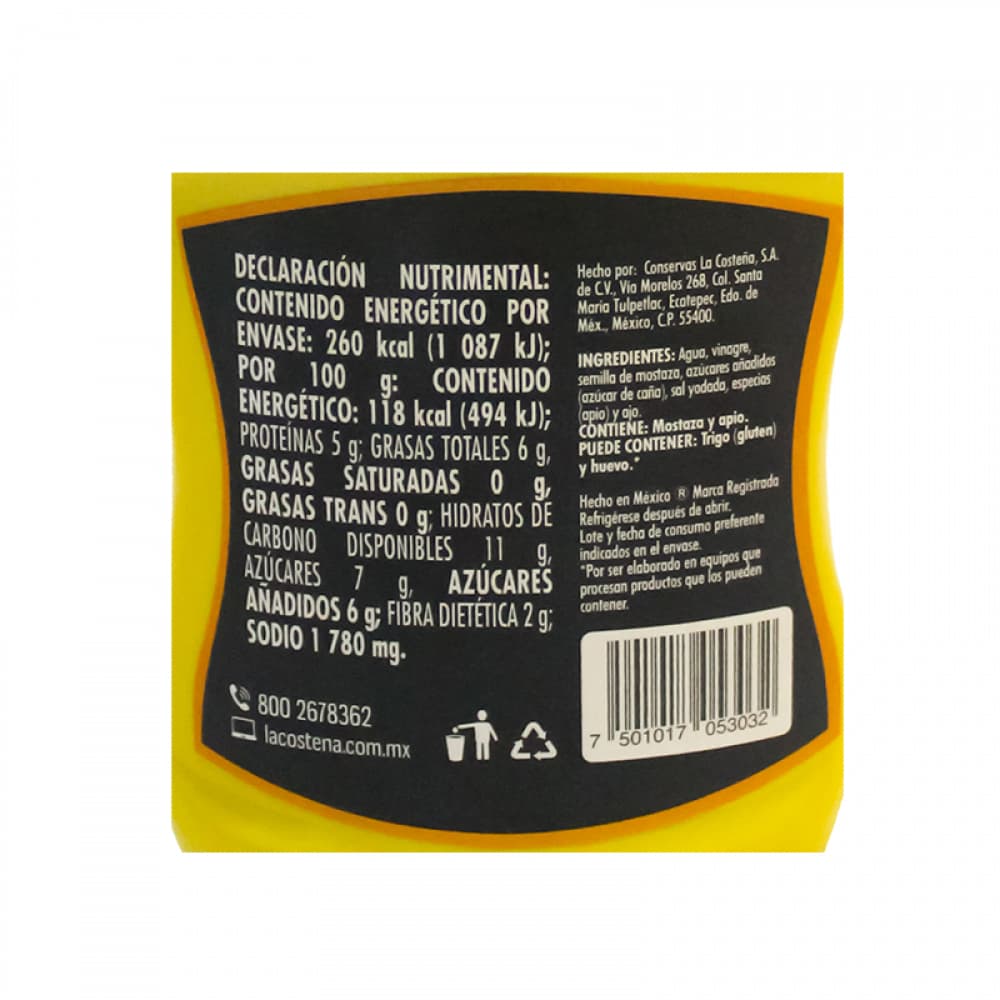 DECLARACIÓN NUTRIMENTAL:
CONTENIDO ENERGÉTICO POR
ENVASE: 260 kcal (1 087 kJ);
POR 100 g: CONTENIDO
ENERGÉTICO: 118 kcal (494 kJ);
PROTEÍNAS 5 g; GRASAS TOTALES 6 g,
GRASAS SATURADAS 0 g,
GRASAS TRANS 0 g; HIDRATOS DE
CARBONO DISPONIBLES 11 g,
AZÚCARES 7 g, AZÚCARES
AÑADIDOS 6 g; FIBRA DIETÉTICA 2 g;
SODIO 1 780 mg.
800 2678362
lacostena.com.mx
Hecho por: Conservas La Costeña, S.A.
de C.V., Vía Morelos 268, Col. Santa
María Tulpetlac, Ecatepec, Edo. de
Méx., México, C.P. 55400.
INGREDIENTES: Agua, vinagre,
semilla de mostaza, azúcares añadidos
(azúcar de caña), sal yodada, especias
(apio) y ajo.
CONTIENE: Mostaza y apio.
PUEDE CONTENER: Trigo (gluten)
y huevo.*
Hecho en México ® Marca Registrada
Refrigérese después de abrir.
Lote y fecha de consumo preferente
indicados en el envase.
*Por ser elaborado en equipos que
procesan productos que los pueden
contener.
7 501017 053032